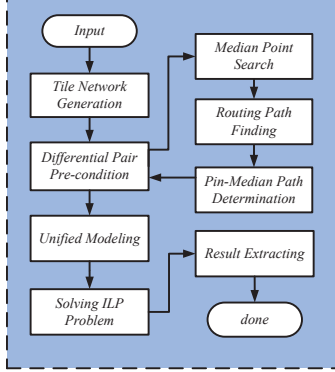 Input
Tile Network
Generation
Differential Pair
Pre-condition
Unified Modeling
Solving ILP
Problem
Median Point
Search
Routing Path
Finding
Pin-Median Path
Determination
Result Extracting
done